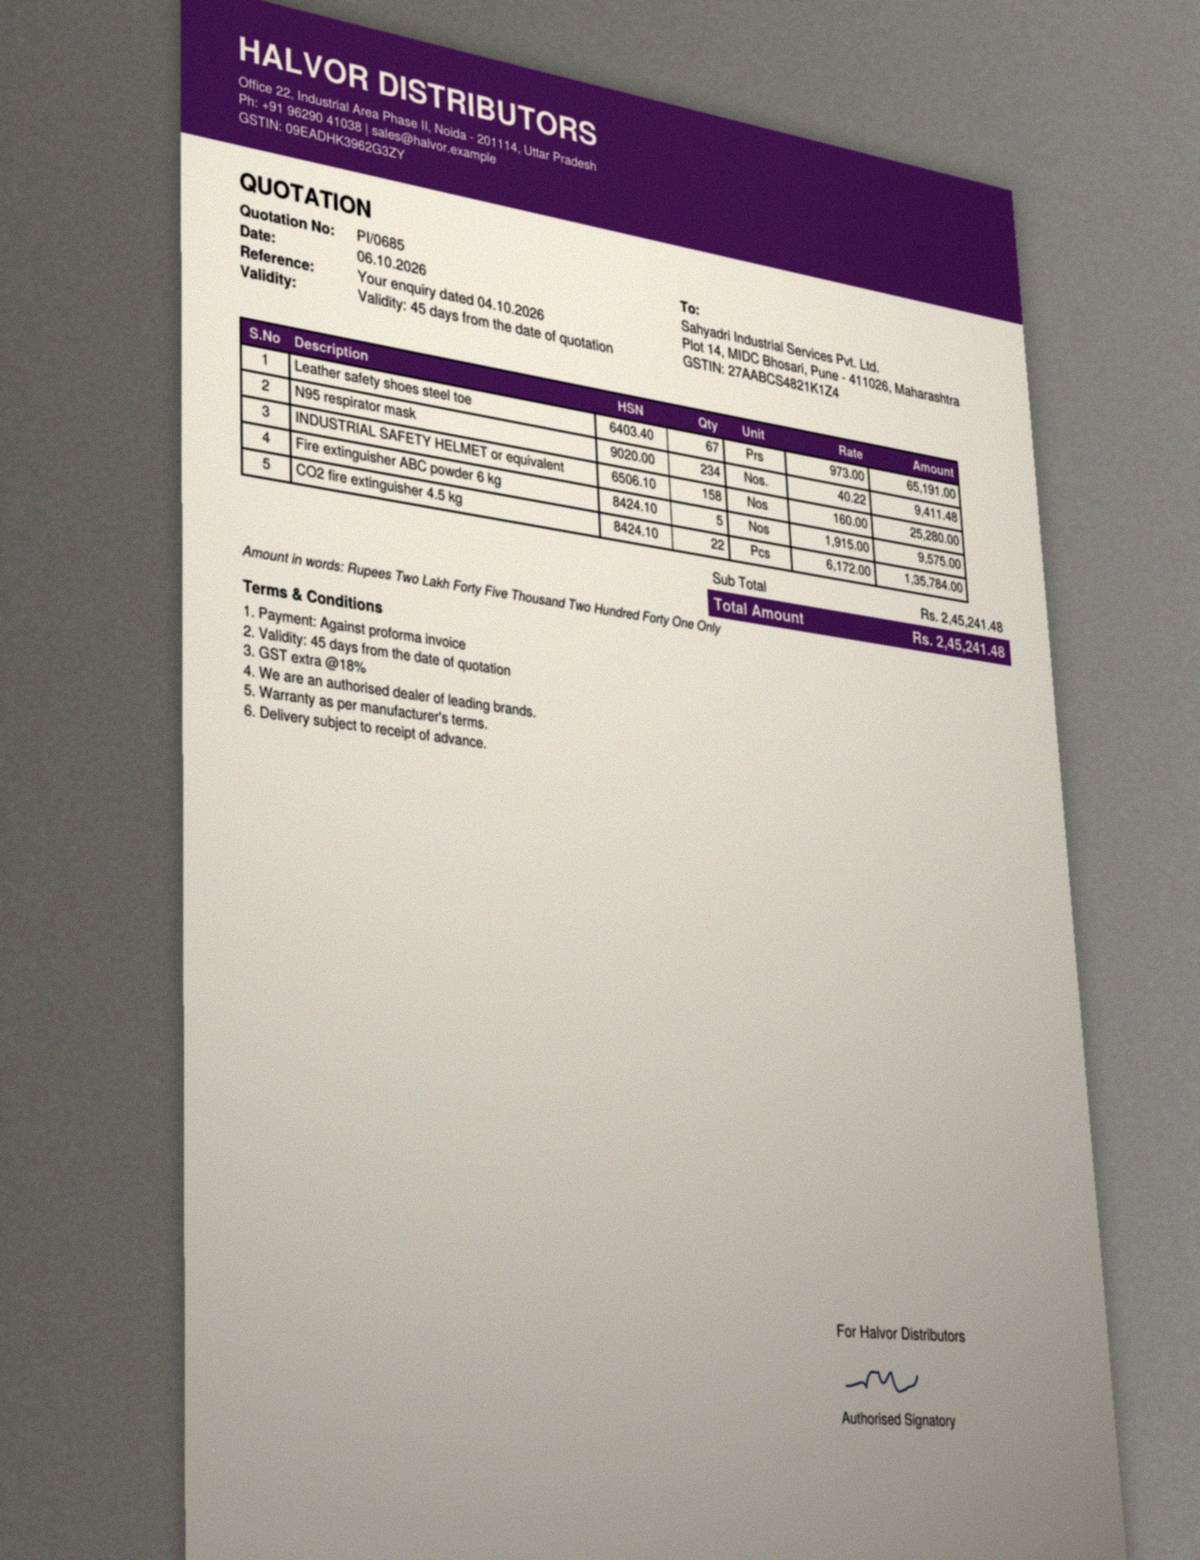 HALVOR DISTRIBUTORS
Office 22, Industrial Area Phase II, Noida - 201114, Uttar Pradesh
Ph: +91 96290 41038 | sales@halvor.example
GSTIN: 09EADHK3962G3ZY
QUOTATION
Quotation No: PI/0685
Date: 06.10.2026
Reference: Your enquiry dated 04.10.2026
Validity: Validity: 45 days from the date of quotation
To:
Sahyadri Industrial Services Pvt. Ltd.
Plot 14, MIDC Bhosari, Pune - 411026, Maharashtra
GSTIN: 27AABCS4821K1Z4
S.No Description HSN Qty Unit Rate Amount
1 Leather safety shoes steel toe 6403.40 67 Prs 973.00 65,191.00
2 N95 respirator mask 9020.00 234 Nos. 40.22 9,411.48
3 INDUSTRIAL SAFETY HELMET or equivalent 6506.10 158 Nos 160.00 25,280.00
4 Fire extinguisher ABC powder 6 kg 8424.10 5 Nos 1,915.00 9,575.00
5 CO2 fire extinguisher 4.5 kg 8424.10 22 Pcs 6,172.00 1,35,784.00
Sub Total Rs. 2,45,241.48
Total Amount Rs. 2,45,241.48
Amount in words: Rupees Two Lakh Forty Five Thousand Two Hundred Forty One Only
Terms & Conditions
1. Payment: Against proforma invoice
2. Validity: 45 days from the date of quotation
3. GST extra @18%
4. We are an authorised dealer of leading brands.
5. Warranty as per manufacturer's terms.
6. Delivery subject to receipt of advance.
For Halvor Distributors
Authorised Signatory